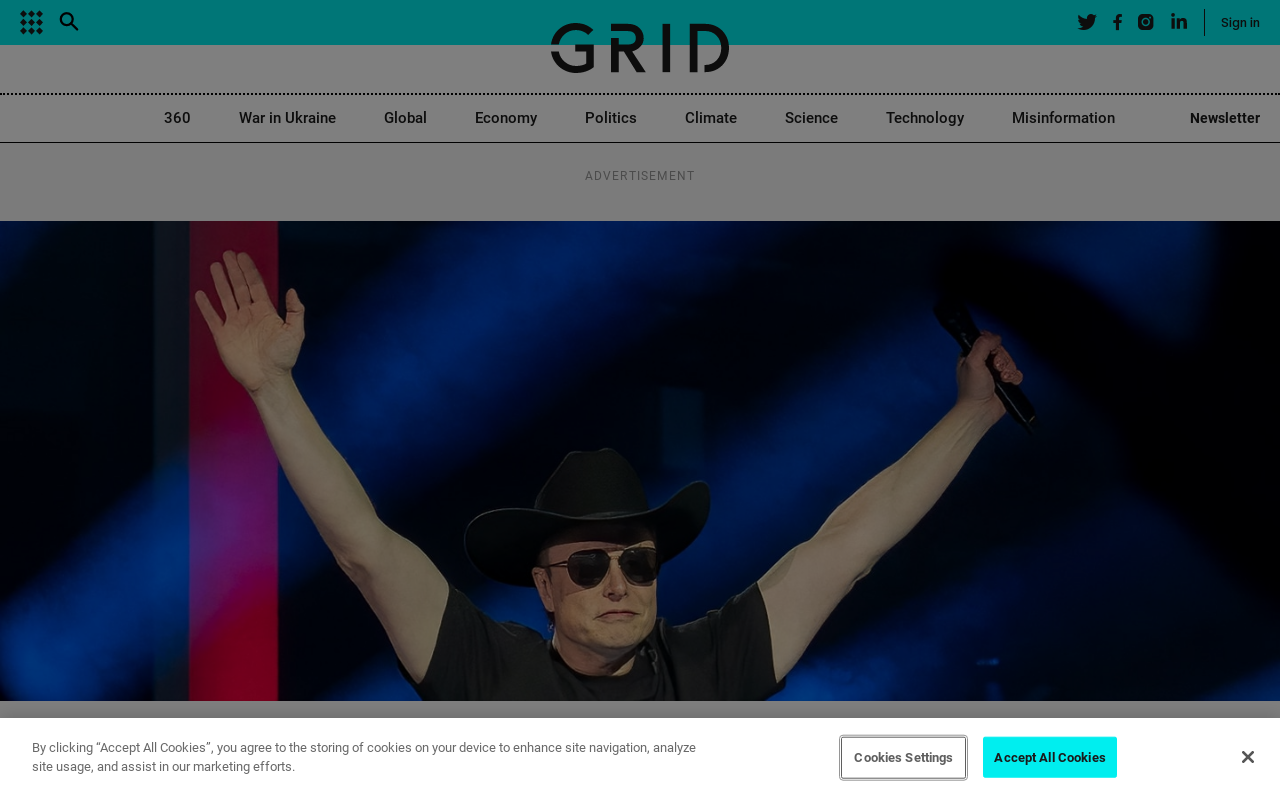 GRID
Sign in
360 War in Ukraine Global Economy Politics Climate Science Technology Misinformation Newsletter
ADVERTISEMENT
By clicking “Accept All Cookies”, you agree to the storing of cookies on your device to enhance site navigation, analyze
site usage, and assist in our marketing efforts.
Cookies Settings
Accept All Cookies